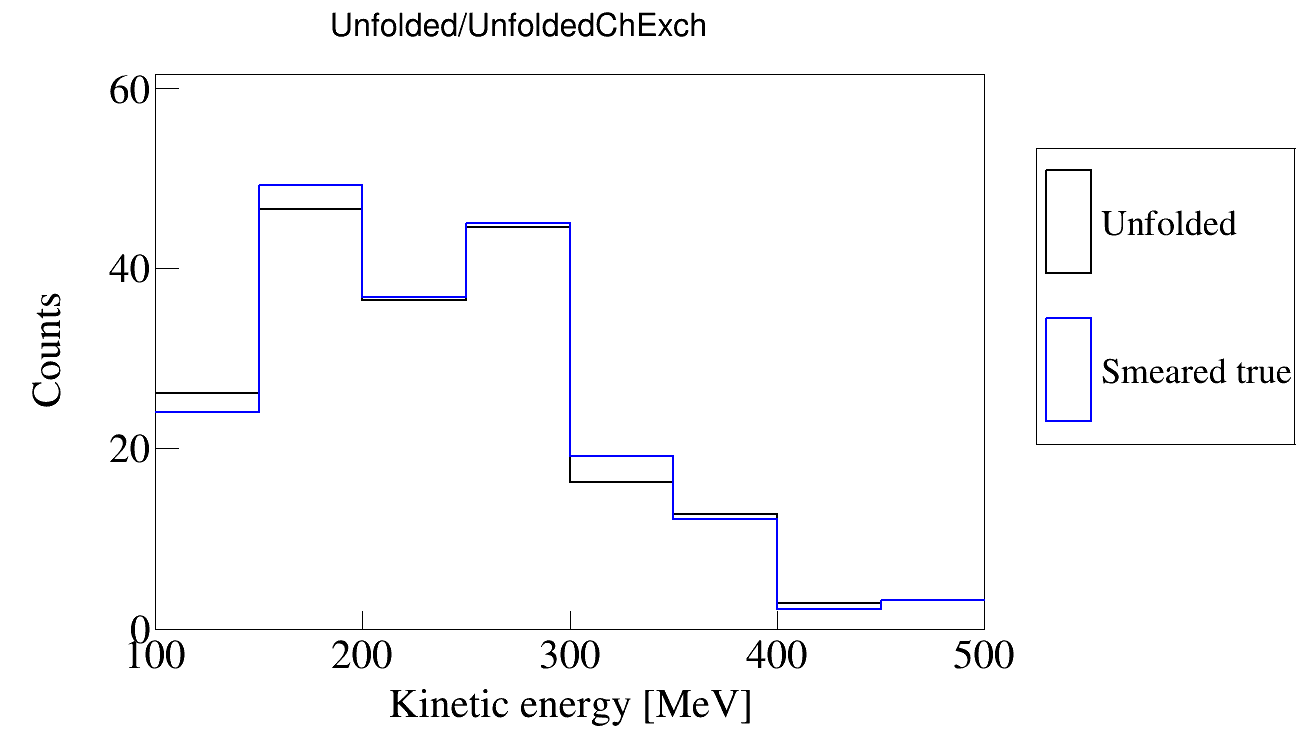 Unfolded/UnfoldedChExch
60
40
20
0
Counts
100 200 300 400 500
Kinetic energy [MeV]
Unfolded
Smeared true